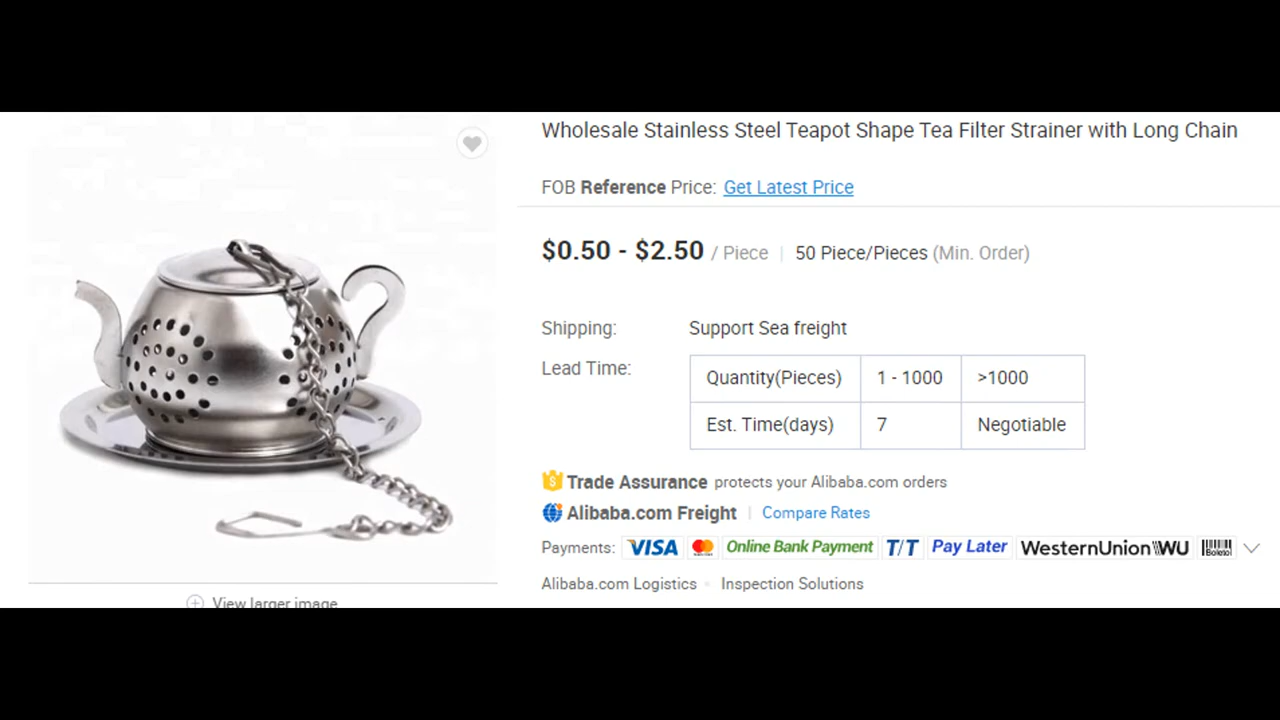 Wholesale Stainless Steel Teapot Shape Tea Filter Strainer with Long Chain
FOB Reference Price: Get Latest Price
$0.50 - $2.50 / Piece | 50 Piece/Pieces (Min. Order)
Shipping: Support Sea freight
Lead Time:
Quantity(Pieces) 1 - 1000 >1000
Est. Time(days) 7 Negotiable
$ Trade Assurance protects your Alibaba.com orders
Alibaba.com Freight | Compare Rates
Payments: VISA Online Bank Payment T/T Pay Later WesternUnion WU Boleto
Alibaba.com Logistics Inspection Solutions
View larger image